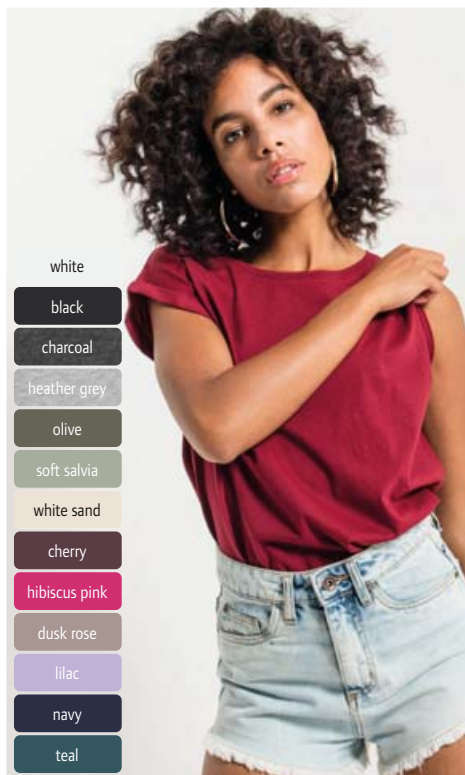 white
black
charcoal
heather grey
olive
soft salvia
white sand
cherry
hibiscus pink
dusk rose
lilac
navy
teal